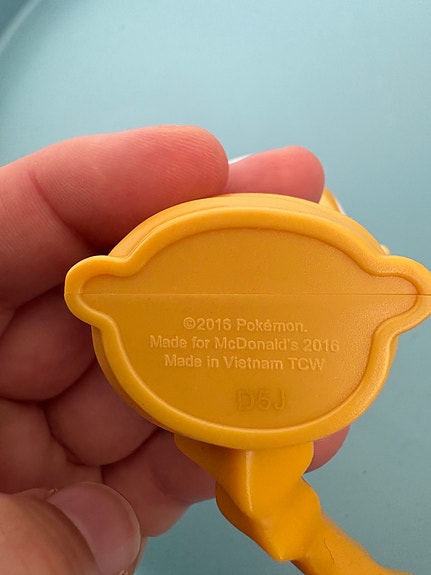 ©2016 Pokémon.
Made for McDonald's 2016
Made in Vietnam TCW
D5J